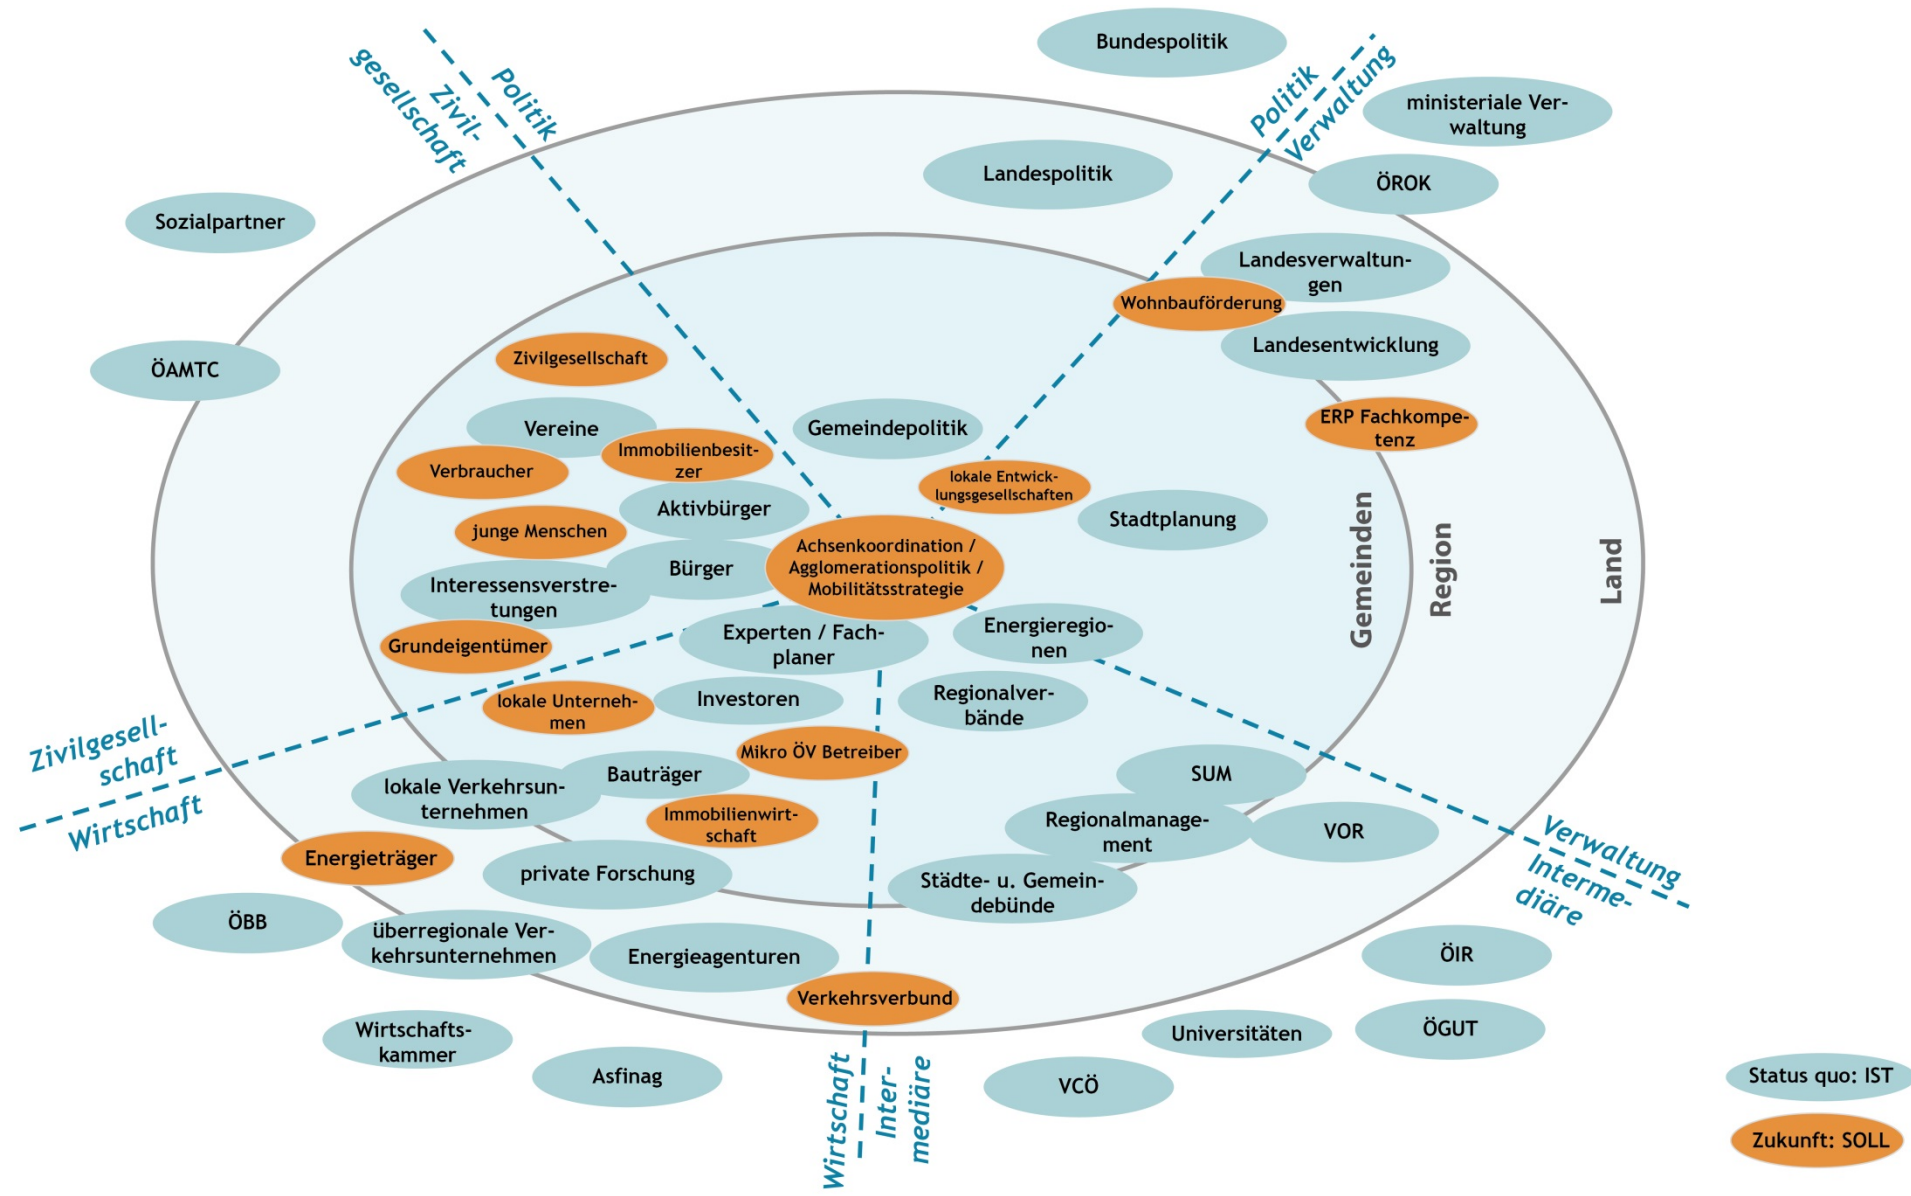 Bundespolitik
Politik
Zivil-
gesellschaft
Politik
Verwaltung
ministeriale Ver-
waltung
Landespolitik
ÖROK
Sozialpartner
Landesverwaltun-
gen
Wohnbauförderung
Landesentwicklung
ÖAMTC
Zivilgesellschaft
Vereine
Immobilienbesit-
zer
Verbraucher
Gemeindepolitik
ERP Fachkompe-
tenz
lokale Entwick-
lungsgesellschaften
Aktivbürger
Stadtplanung
junge Menschen
Achsenkoordination /
Agglomerationspolitik /
Mobilitätsstrategie
Bürger
Interessensverstre-
tungen
Gemeinden
Region
Land
Grundeigentümer
Experten / Fach-
planer
Energieregio-
nen
lokale Unterneh-
men
Investoren
Regionalver-
bände
Zivilgesell-
schaft
Wirtschaft
Mikro ÖV Betreiber
Bauträger
lokale Verkehrsun-
ternehmen
SUM
Immobilienwirt-
schaft
Regionalmanage-
ment
VOR
Verwaltung
Interme-
diäre
Energieträger
private Forschung
Städte- u. Gemein-
debünde
ÖBB
überregionale Ver-
kehrsunternehmen
Energieagenturen
ÖIR
Verkehrsverbund
Wirtschafts-
kammer
Universitäten
ÖGUT
Asfinag
VCÖ
Wirtschaft
Inter-
mediäre
Status quo: IST
Zukunft: SOLL